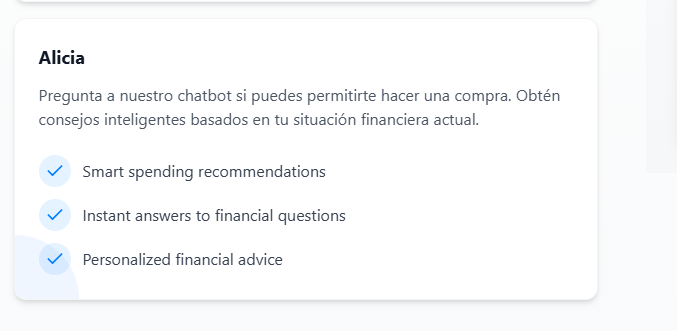 Alicia
Pregunta a nuestro chatbot si puedes permitirte hacer una compra. Obtén
consejos inteligentes basados en tu situación financiera actual.
Smart spending recommendations
Instant answers to financial questions
Personalized financial advice